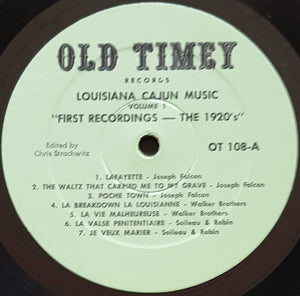 OLD TIMEY
RECORDS
LOUISIANA CAJUN MUSIC
VOLUME 1
"FIRST RECORDINGS — THE 1920's"
Edited by
Chris Strachwitz
OT 108-A
1. LAFAYETTE - Joseph Falcon
2. THE WALTZ THAT CARRIED ME TO MY GRAVE - Joseph Falcon
3. POCHE TOWN - Joseph Falcon
4. LA BREAKDOWN LA LOUISIANNE - Walker Brothers
5. LA VIE MALHEUREUSE - Walker Brothers
6. LA VALSE PENITENTIAIRE - Soileau & Robin
7. JE VEUX MARIER - Soileau & Robin